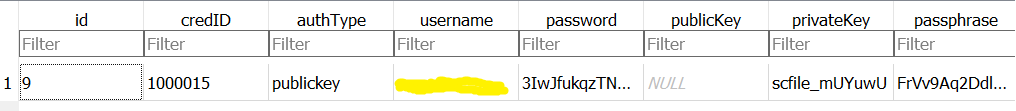 id credID authType username password publicKey privateKey passphrase
Filter Filter Filter Filter Filter Filter Filter Filter
1 9 1000015 publickey 3IwJfukqzTN... NULL scfile_mUYuwU FrVv9Aq2Ddl...